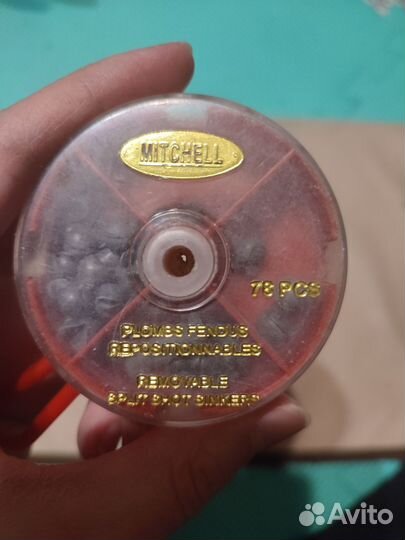 MITCHELL
78 PCS
PLOMBS FENDUS
REPOSITIONNABLES
REMOVABLE
SPLIT SHOT SINKERS
Avito